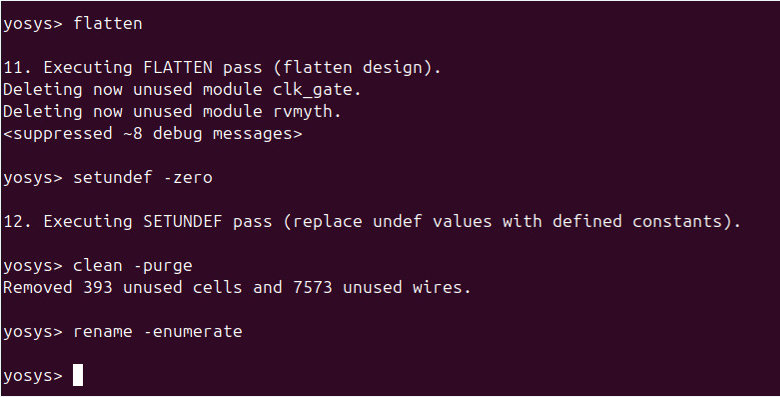 yosys> flatten
11. Executing FLATTEN pass (flatten design).
Deleting now unused module clk_gate.
Deleting now unused module rvmyth.
<suppressed ~8 debug messages>
yosys> setundef -zero
12. Executing SETUNDEF pass (replace undef values with defined constants).
yosys> clean -purge
Removed 393 unused cells and 7573 unused wires.
yosys> rename -enumerate
yosys>